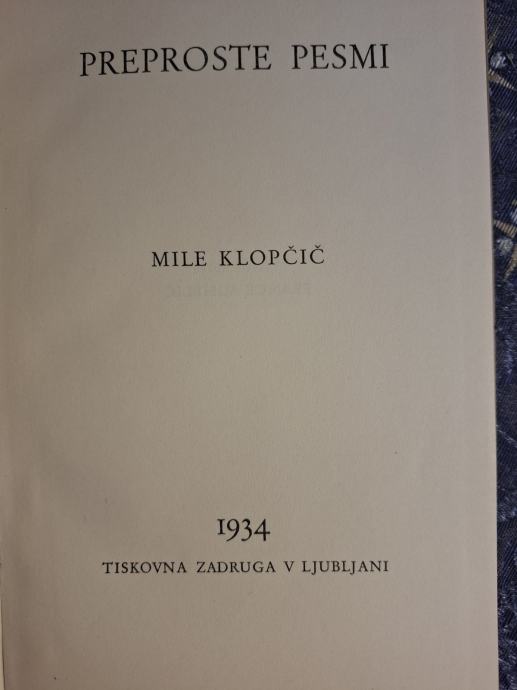 PREPROSTE PESMI
MILE KLOPČIČ
1934
TISKOVNA ZADRUGA V LJUBLJANI